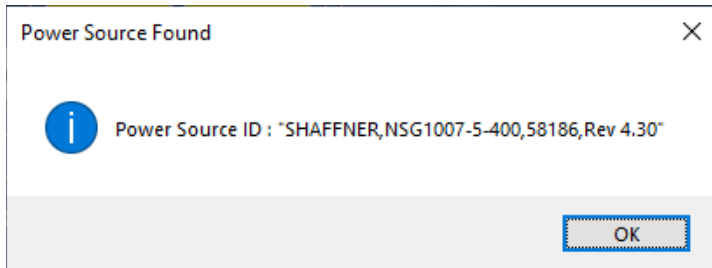 Power Source Found
Power Source ID : "SHAFFNER,NSG1007-5-400,58186,Rev 4.30"
OK